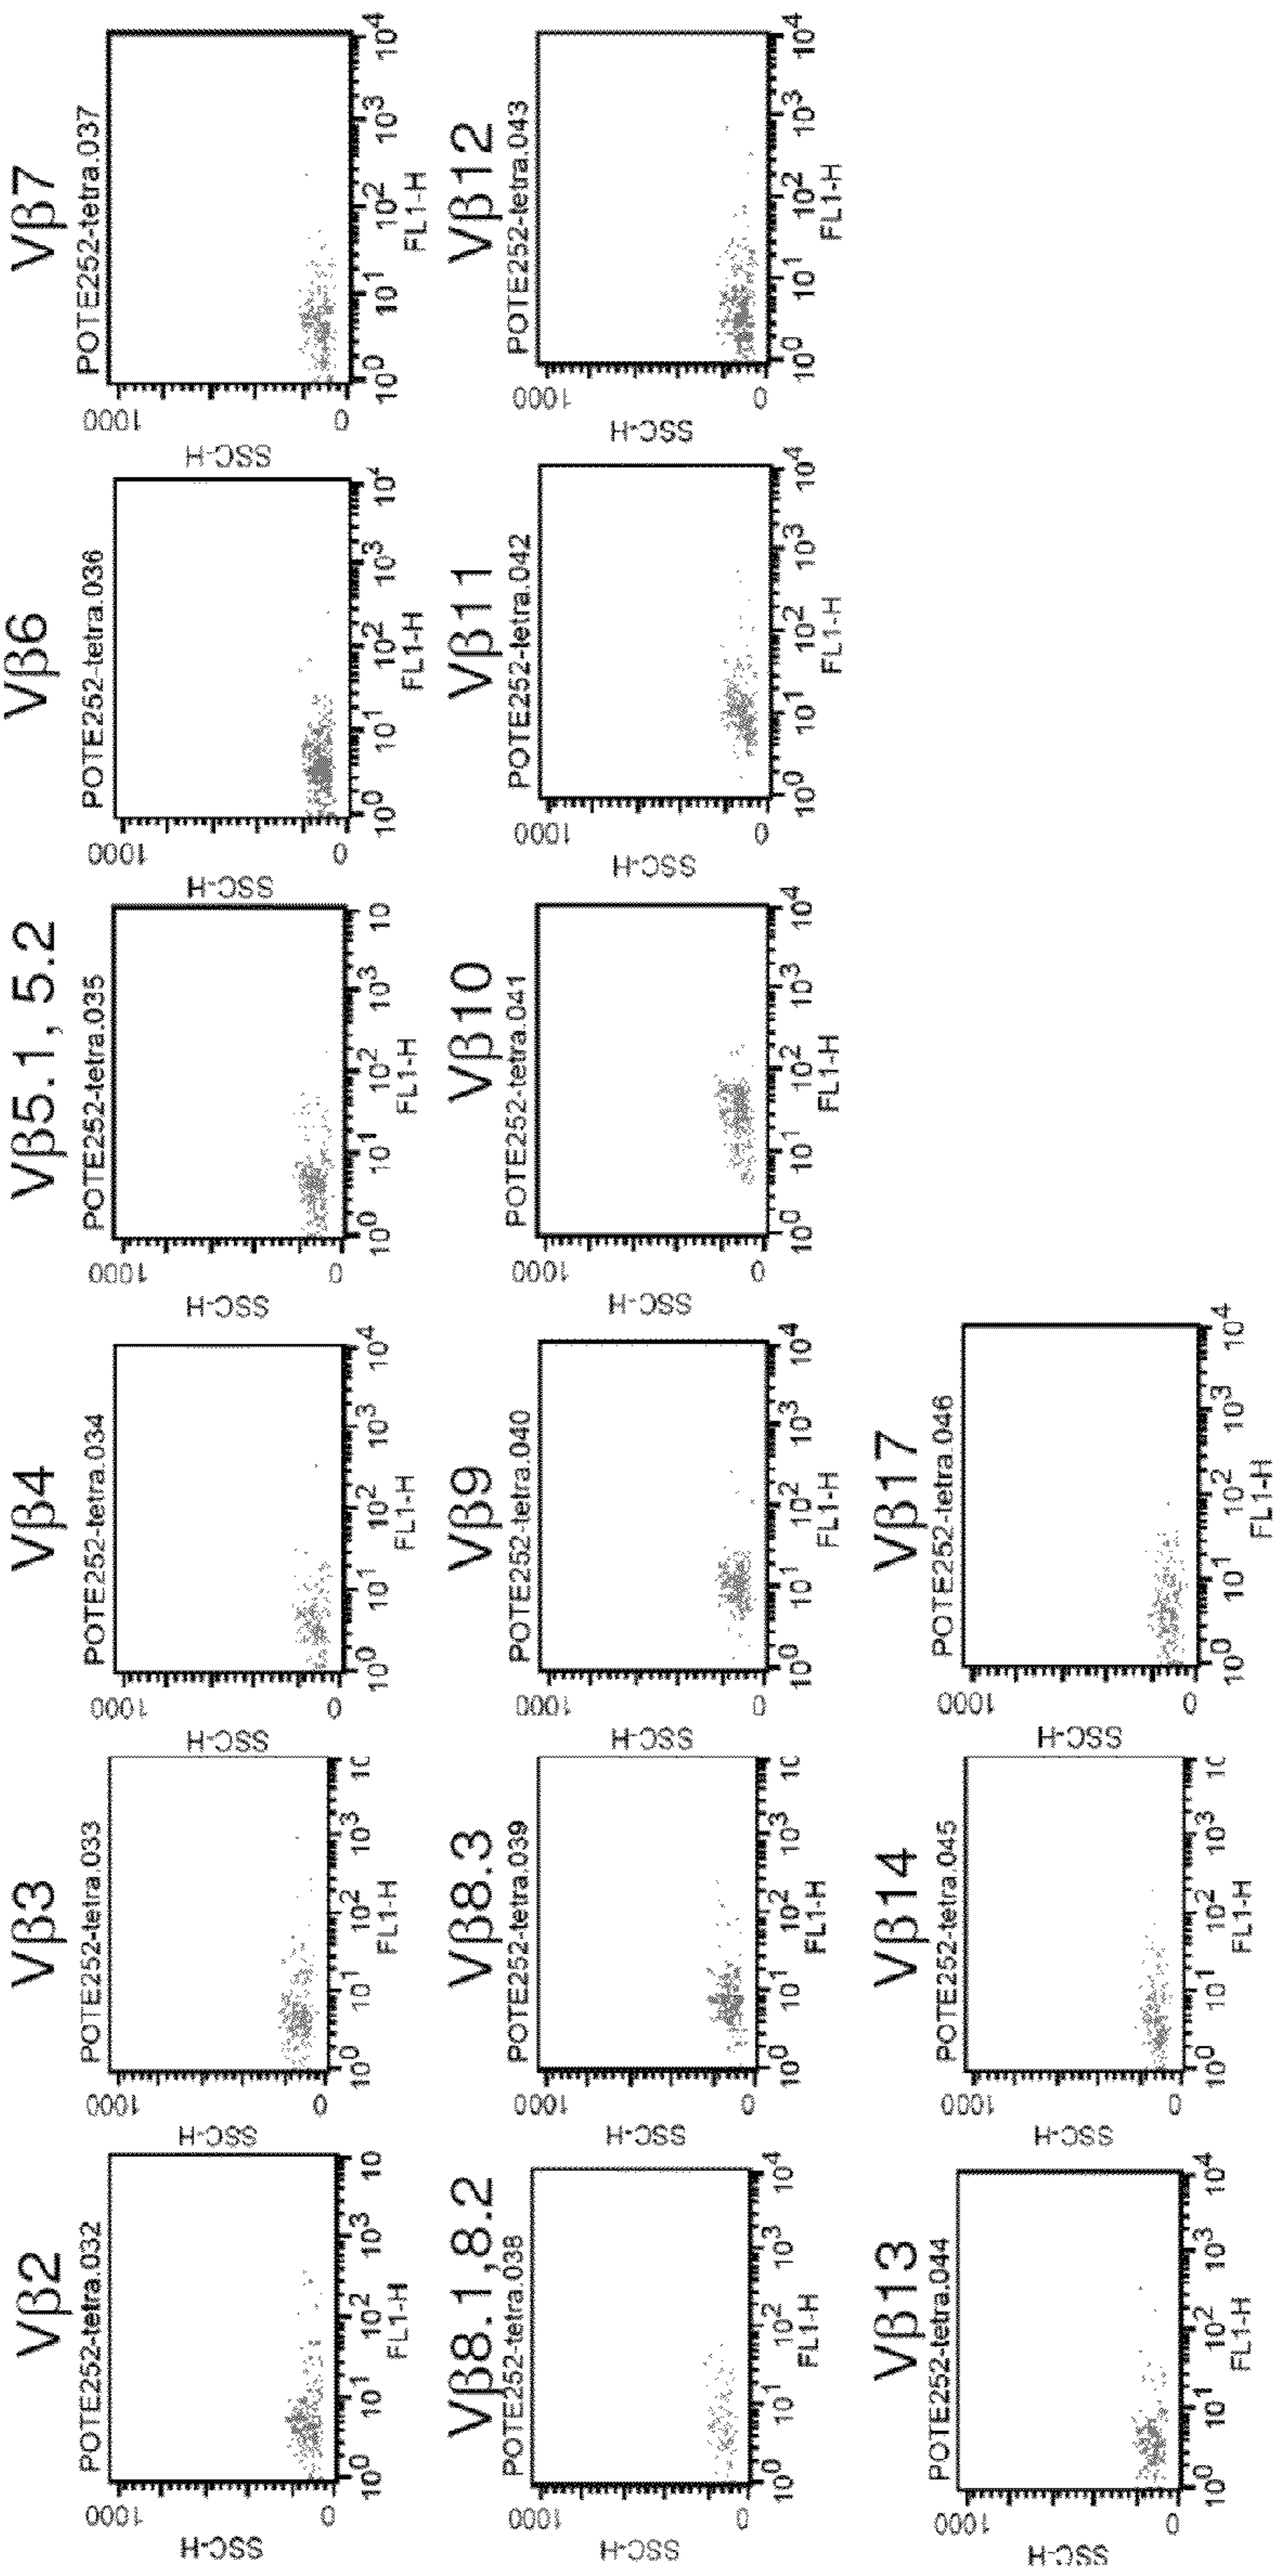 Vβ2
POTE252-tetra.032
1000
SSC-H
0
10⁰ 10¹ 10² 10³ 10
FL1-H
Vβ3
POTE252-tetra.033
1000
SSC-H
0
10⁰ 10¹ 10² 10³ 10
FL1-H
Vβ4
POTE252-tetra.034
1000
SSC-H
0
10⁰ 10¹ 10² 10³ 10⁴
FL1-H
Vβ5.1, 5.2
POTE252-tetra.035
1000
SSC-H
0
10⁰ 10¹ 10² 10³ 10
FL1-H
Vβ6
POTE252-tetra.036
1000
SSC-H
0
10⁰ 10¹ 10² 10³ 10⁴
FL1-H
Vβ7
POTE252-tetra.037
1000
SSC-H
0
10⁰ 10¹ 10² 10³ 10⁴
FL1-H
Vβ8.1,8.2
POTE252-tetra.038
1000
SSC-H
0
10⁰ 10¹ 10² 10³ 10⁴
FL1-H
Vβ8.3
POTE252-tetra.039
1000
SSC-H
0
10⁰ 10¹ 10² 10³ 10
FL1-H
Vβ9
POTE252-tetra.040
1000
SSC-H
0
10⁰ 10¹ 10² 10³ 10⁴
FL1-H
Vβ10
POTE252-tetra.041
1000
SSC-H
0
10⁰ 10¹ 10² 10³ 10⁴
FL1-H
Vβ11
POTE252-tetra.042
1000
SSC-H
0
10⁰ 10¹ 10² 10³ 10⁴
FL1-H
Vβ12
POTE252-tetra.043
1000
SSC-H
0
10⁰ 10¹ 10² 10³ 10⁴
FL1-H
Vβ13
POTE252-tetra.044
1000
SSC-H
0
10⁰ 10¹ 10² 10³ 10⁴
FL1-H
Vβ14
POTE252-tetra.045
1000
SSC-H
0
10⁰ 10¹ 10² 10³ 10
FL1-H
Vβ17
POTE252-tetra.046
1000
SSC-H
0
10⁰ 10¹ 10² 10³ 10⁴
FL1-H